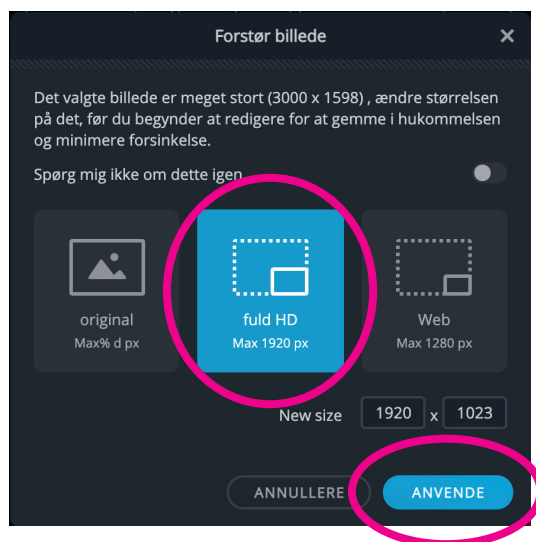 Forstør billede
Det valgte billede er meget stort (3000 x 1598) , ændre størrelsen
på det, før du begynder at redigere for at gemme i hukommelsen
og minimere forsinkelse.
Spørg mig ikke om dette igen
original
Max% d px
fuld HD
Max 1920 px
Web
Max 1280 px
New size 1920 x 1023
ANNULLERE ANVENDE